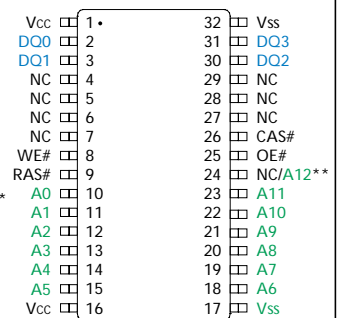 Vcc 1 • 32 Vss
DQ0 2 31 DQ3
DQ1 3 30 DQ2
NC 4 29 NC
NC 5 28 NC
NC 6 27 NC
NC 7 26 CAS#
WE# 8 25 OE#
RAS# 9 24 NC/A12**
* A0 10 23 A11
A1 11 22 A10
A2 12 21 A9
A3 13 20 A8
A4 14 19 A7
A5 15 18 A6
Vcc 16 17 Vss